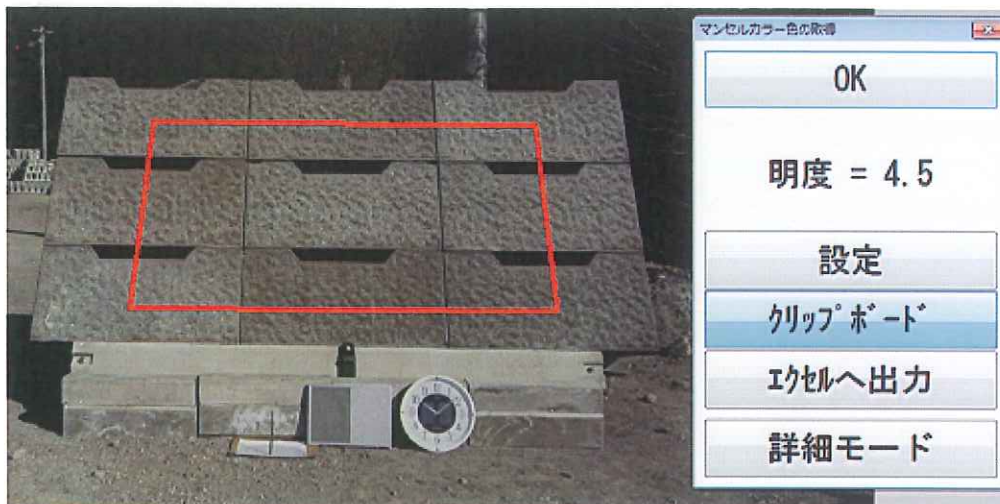 マンセルカラー色の取得
OK
明度 = 4.5
設定
クリップボード
エクセルへ出力
詳細モード